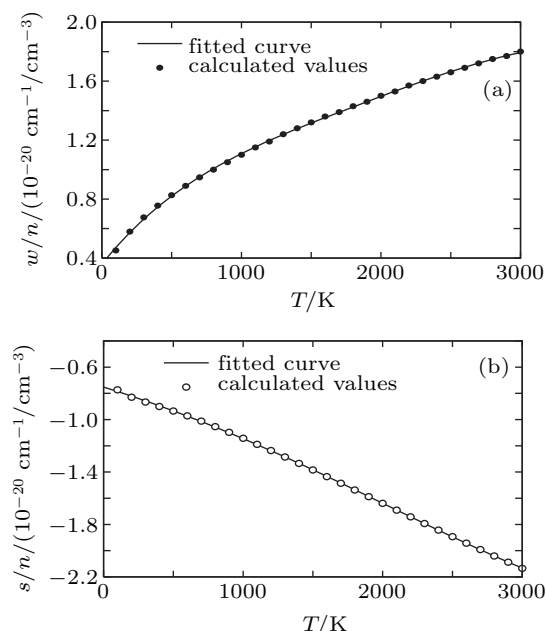 2.0
fitted curve
calculated values
(a)
1.6
1.2
0.8
0.4
w/n/(10⁻²⁰ cm⁻¹/cm⁻³)
0 1000 2000 3000
T/K
fitted curve
calculated values
(b)
−0.6
−1.0
−1.4
−1.8
−2.2
s/n/(10⁻²⁰ cm⁻¹/cm⁻³)
0 1000 2000 3000
T/K